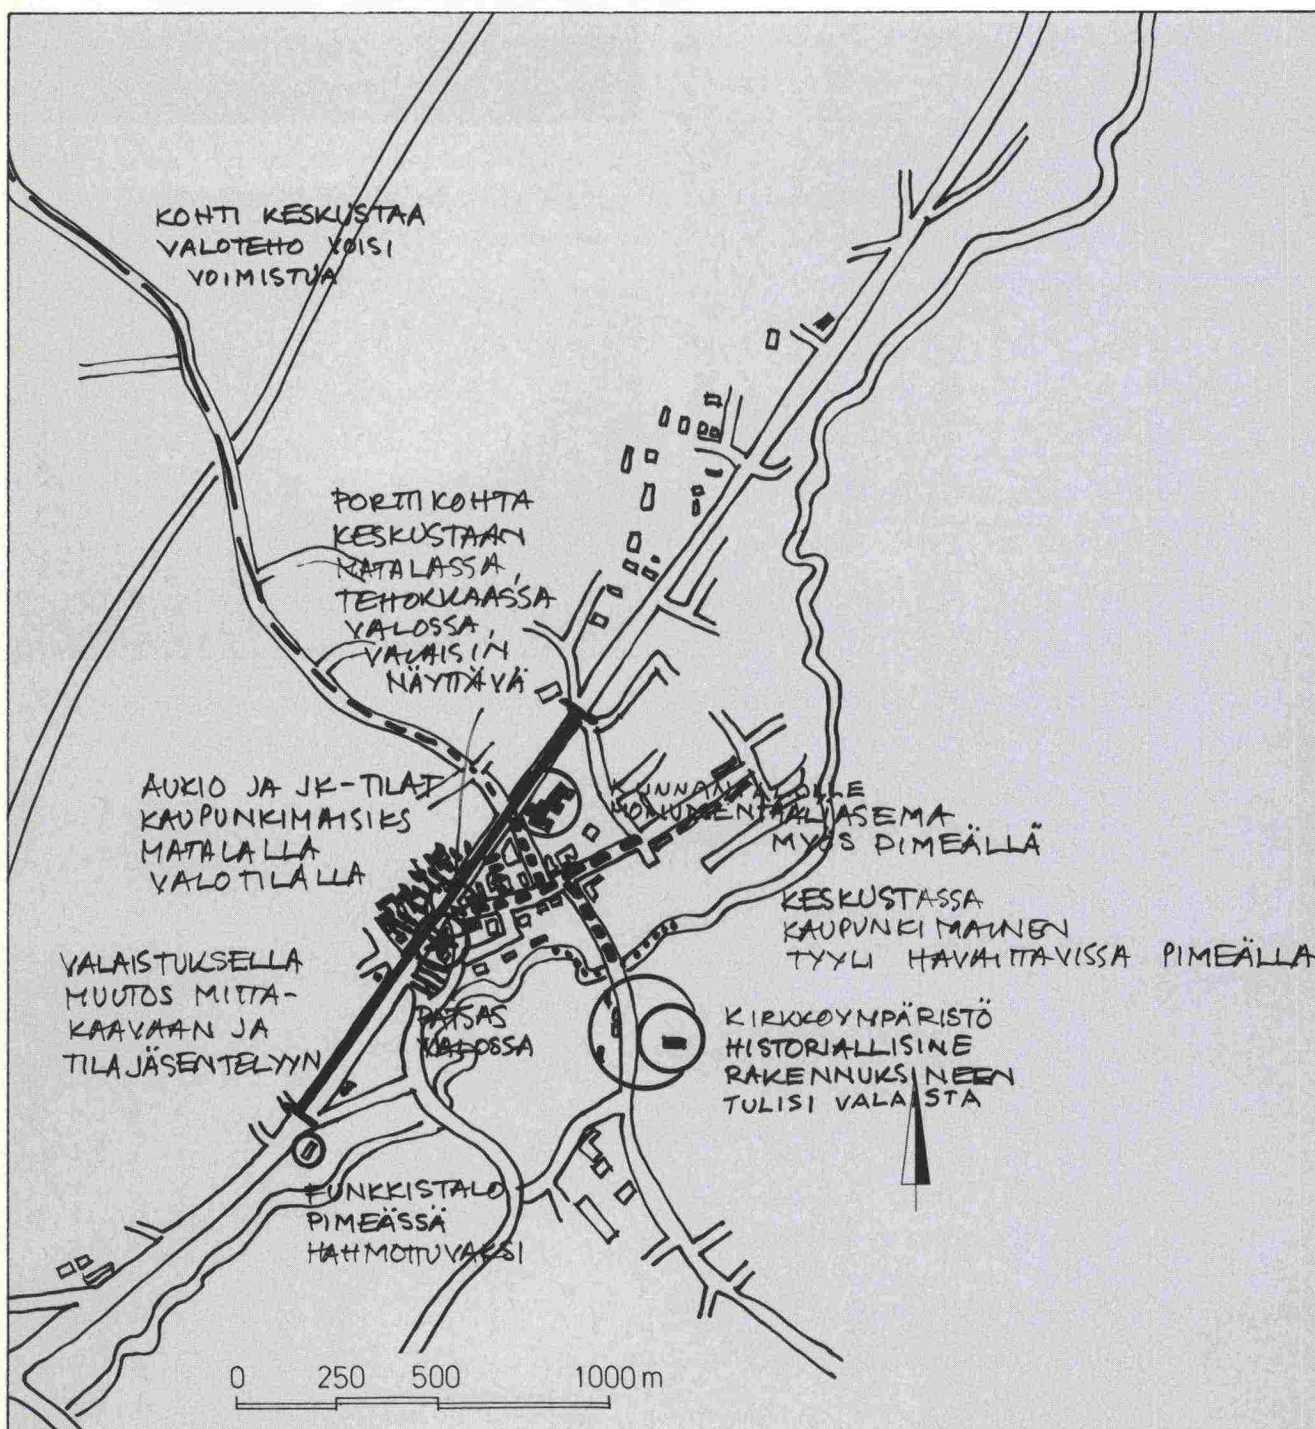 KOHTI KESKUSTAA
VALOTEHO VOISI
VOIMISTUA
PORTTIKOHTA
KESKUSTAAN
MATALASSA,
TEHOKKAASSA
VALOSSA,
VALAISIN
NÄYTTÄVÄ
AUKIO JA JK-TILAT
KAUPUNKIMAISIKS
MATALALLA
VALOTILALLA
KUNNANTALOLLE
MONUMENTAALIASEMA
MYÖS PIMEÄLLÄ
KESKUSTASSA
KAUPUNKIMAINEN
TYYLI HAVAITTAVISSA PIMEÄLLÄ
VALAISTUKSELLA
MUUTOS MITTA-
KAAVAAN JA
TILAJÄSENTELYYN
PATSAS
VALOSSA
KIRKKOYMPÄRISTÖ
HISTORIALLISINE
RAKENNUKSINEEN
TULISI VALAISTA
FUNKKISTALO
PIMEÄSSÄ
HAHMOTTUVAKSI
0 250 500 1000 m